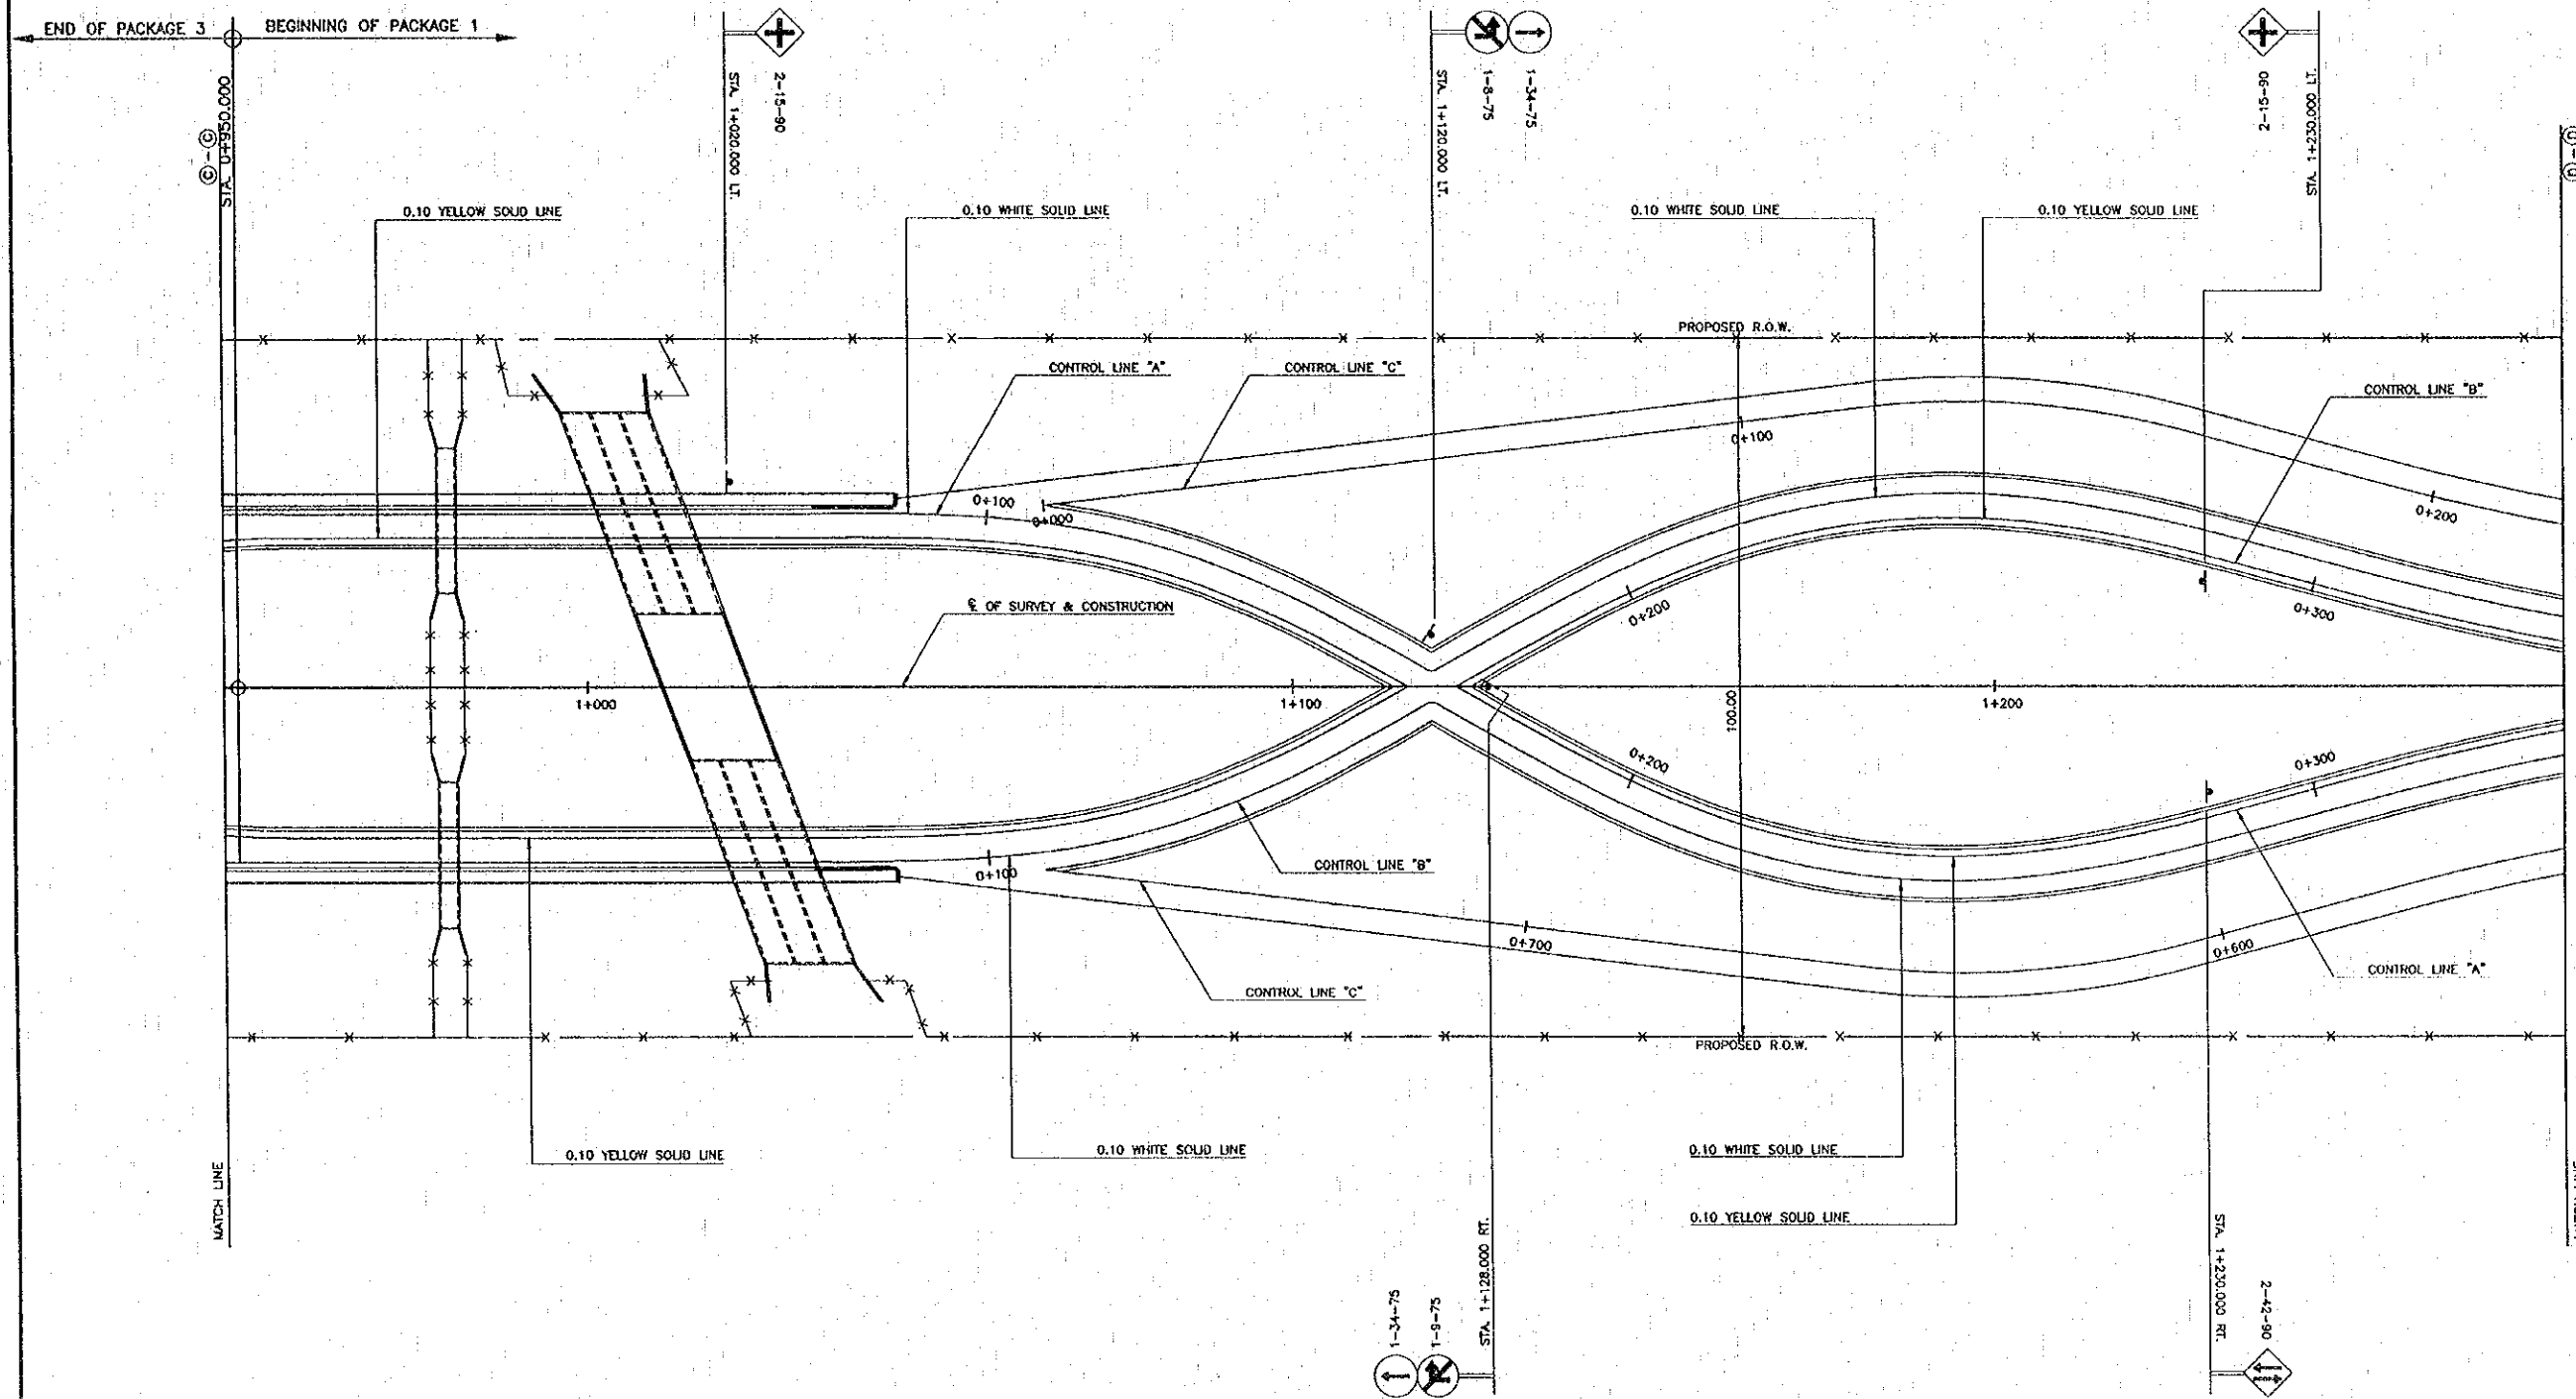 END OF PACKAGE 3
BEGINNING OF PACKAGE 1
STA. 0+950.000
Ⓒ-Ⓒ
STA. 1+020.000 LT.
2-15-90
STA. 1+120.000 LT.
1-8-75
1-34-75
2-15-90
STA. 1+230.000 LT.
Ⓓ-Ⓓ
0.10 YELLOW SOLID LINE
0.10 WHITE SOLID LINE
0.10 WHITE SOLID LINE
0.10 YELLOW SOLID LINE
PROPOSED R.O.W.
CONTROL LINE "A"
CONTROL LINE "C"
CONTROL LINE "B"
0+100
0+100
0+000
0+200
℄ OF SURVEY & CONSTRUCTION
0+200
0+300
1+000
1+100
100.00
1+200
0+200
0+300
CONTROL LINE "B"
0+100
0+700
0+600
CONTROL LINE "C"
CONTROL LINE "A"
PROPOSED R.O.W.
0.10 YELLOW SOLID LINE
0.10 WHITE SOLID LINE
0.10 WHITE SOLID LINE
0.10 YELLOW SOLID LINE
MATCH LINE
1-34-75
1-9-75
STA. 1+128.000 RT.
STA. 1+230.000 RT.
2-42-90